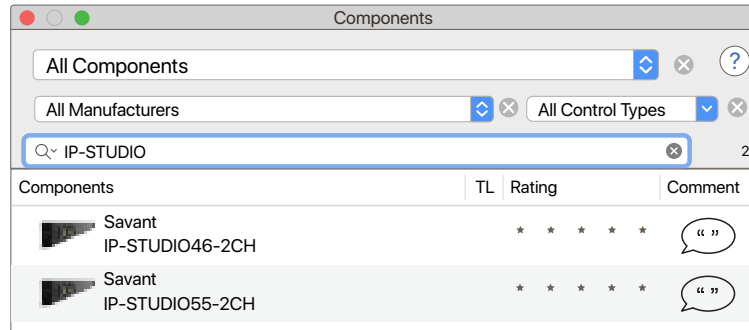 Components
All Components
?
All Manufacturers
All Control Types
IP-STUDIO
2
Components TL Rating Comment
Savant
IP-STUDIO46-2CH
* * * * *
“ ”
Savant
IP-STUDIO55-2CH
* * * * *
“ ”